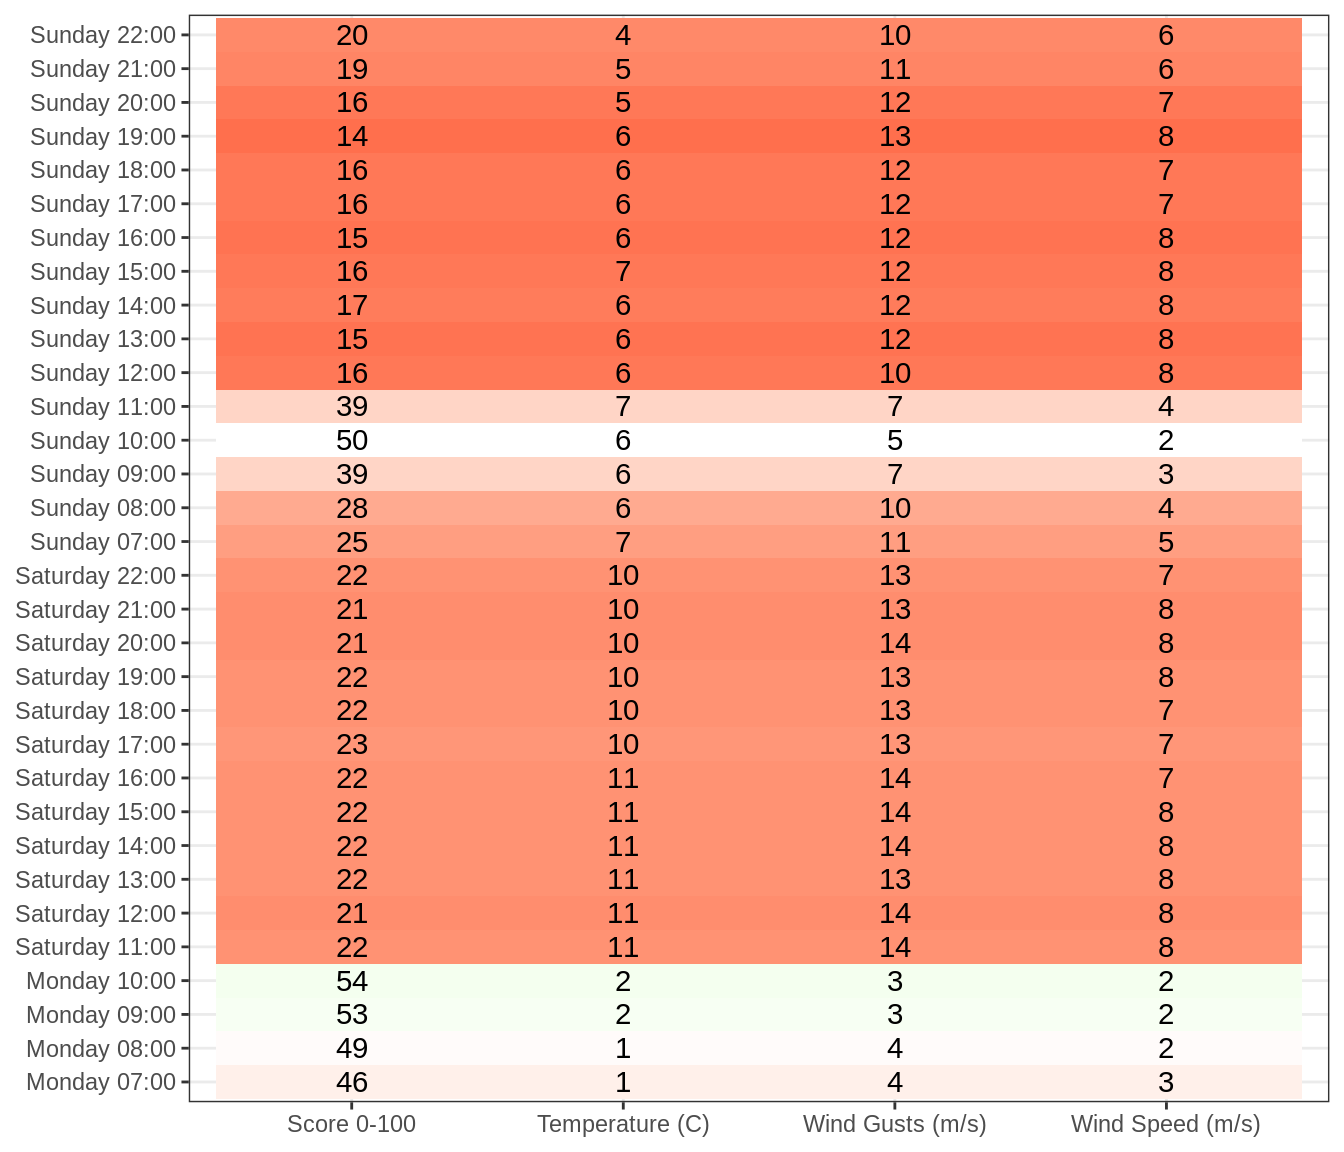 Sunday 22:00 20 4 10 6
Sunday 21:00 19 5 11 6
Sunday 20:00 16 5 12 7
Sunday 19:00 14 6 13 8
Sunday 18:00 16 6 12 7
Sunday 17:00 16 6 12 7
Sunday 16:00 15 6 12 8
Sunday 15:00 16 7 12 8
Sunday 14:00 17 6 12 8
Sunday 13:00 15 6 12 8
Sunday 12:00 16 6 10 8
Sunday 11:00 39 7 7 4
Sunday 10:00 50 6 5 2
Sunday 09:00 39 6 7 3
Sunday 08:00 28 6 10 4
Sunday 07:00 25 7 11 5
Saturday 22:00 22 10 13 7
Saturday 21:00 21 10 13 8
Saturday 20:00 21 10 14 8
Saturday 19:00 22 10 13 8
Saturday 18:00 22 10 13 7
Saturday 17:00 23 10 13 7
Saturday 16:00 22 11 14 7
Saturday 15:00 22 11 14 8
Saturday 14:00 22 11 14 8
Saturday 13:00 22 11 13 8
Saturday 12:00 21 11 14 8
Saturday 11:00 22 11 14 8
Monday 10:00 54 2 3 2
Monday 09:00 53 2 3 2
Monday 08:00 49 1 4 2
Monday 07:00 46 1 4 3
Score 0-100 Temperature (C) Wind Gusts (m/s) Wind Speed (m/s)